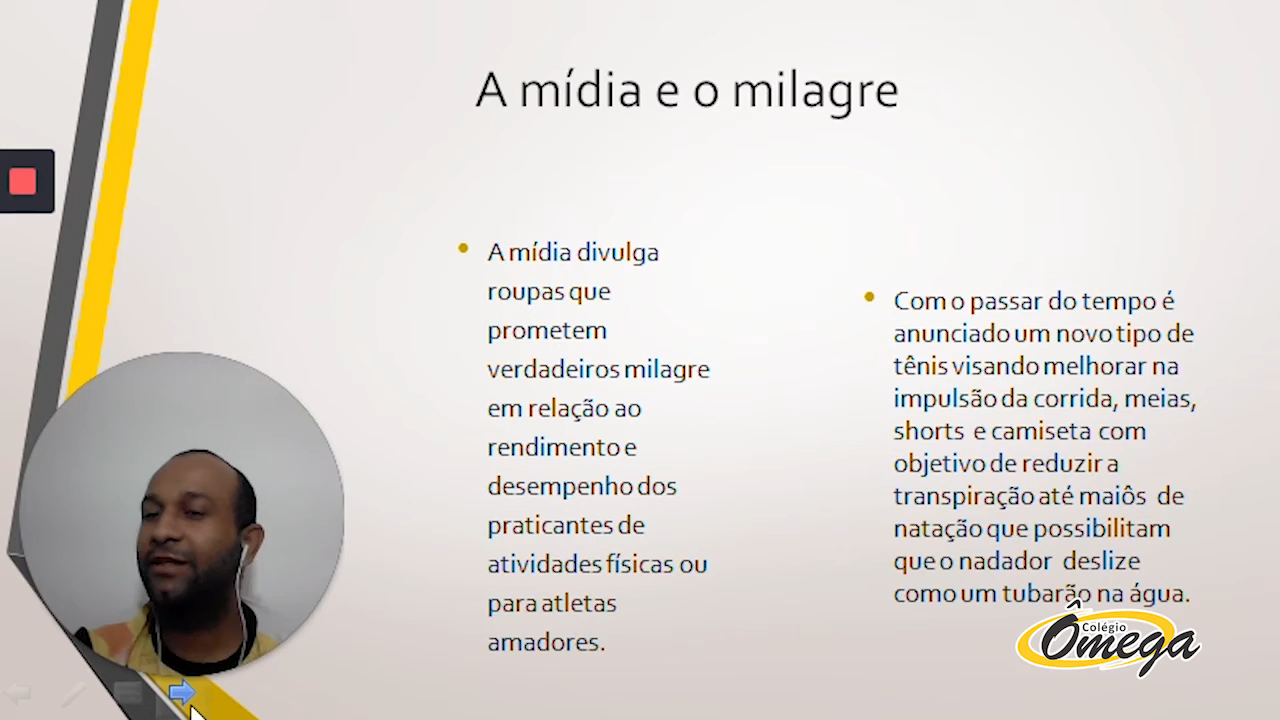 A mídia e o milagre
A mídia divulga
roupas que
prometem
verdadeiros milagre
em relação ao
rendimento e
desempenho dos
praticantes de
atividades físicas ou
para atletas
amadores.
Com o passar do tempo é
anunciado um novo tipo de
tênis visando melhorar na
impulsão da corrida, meias,
shorts e camiseta com
objetivo de reduzir a
transpiração até maiôs de
natação que possibilitam
que o nadador deslize
como um tubarão na água.
Colégio
Ômega